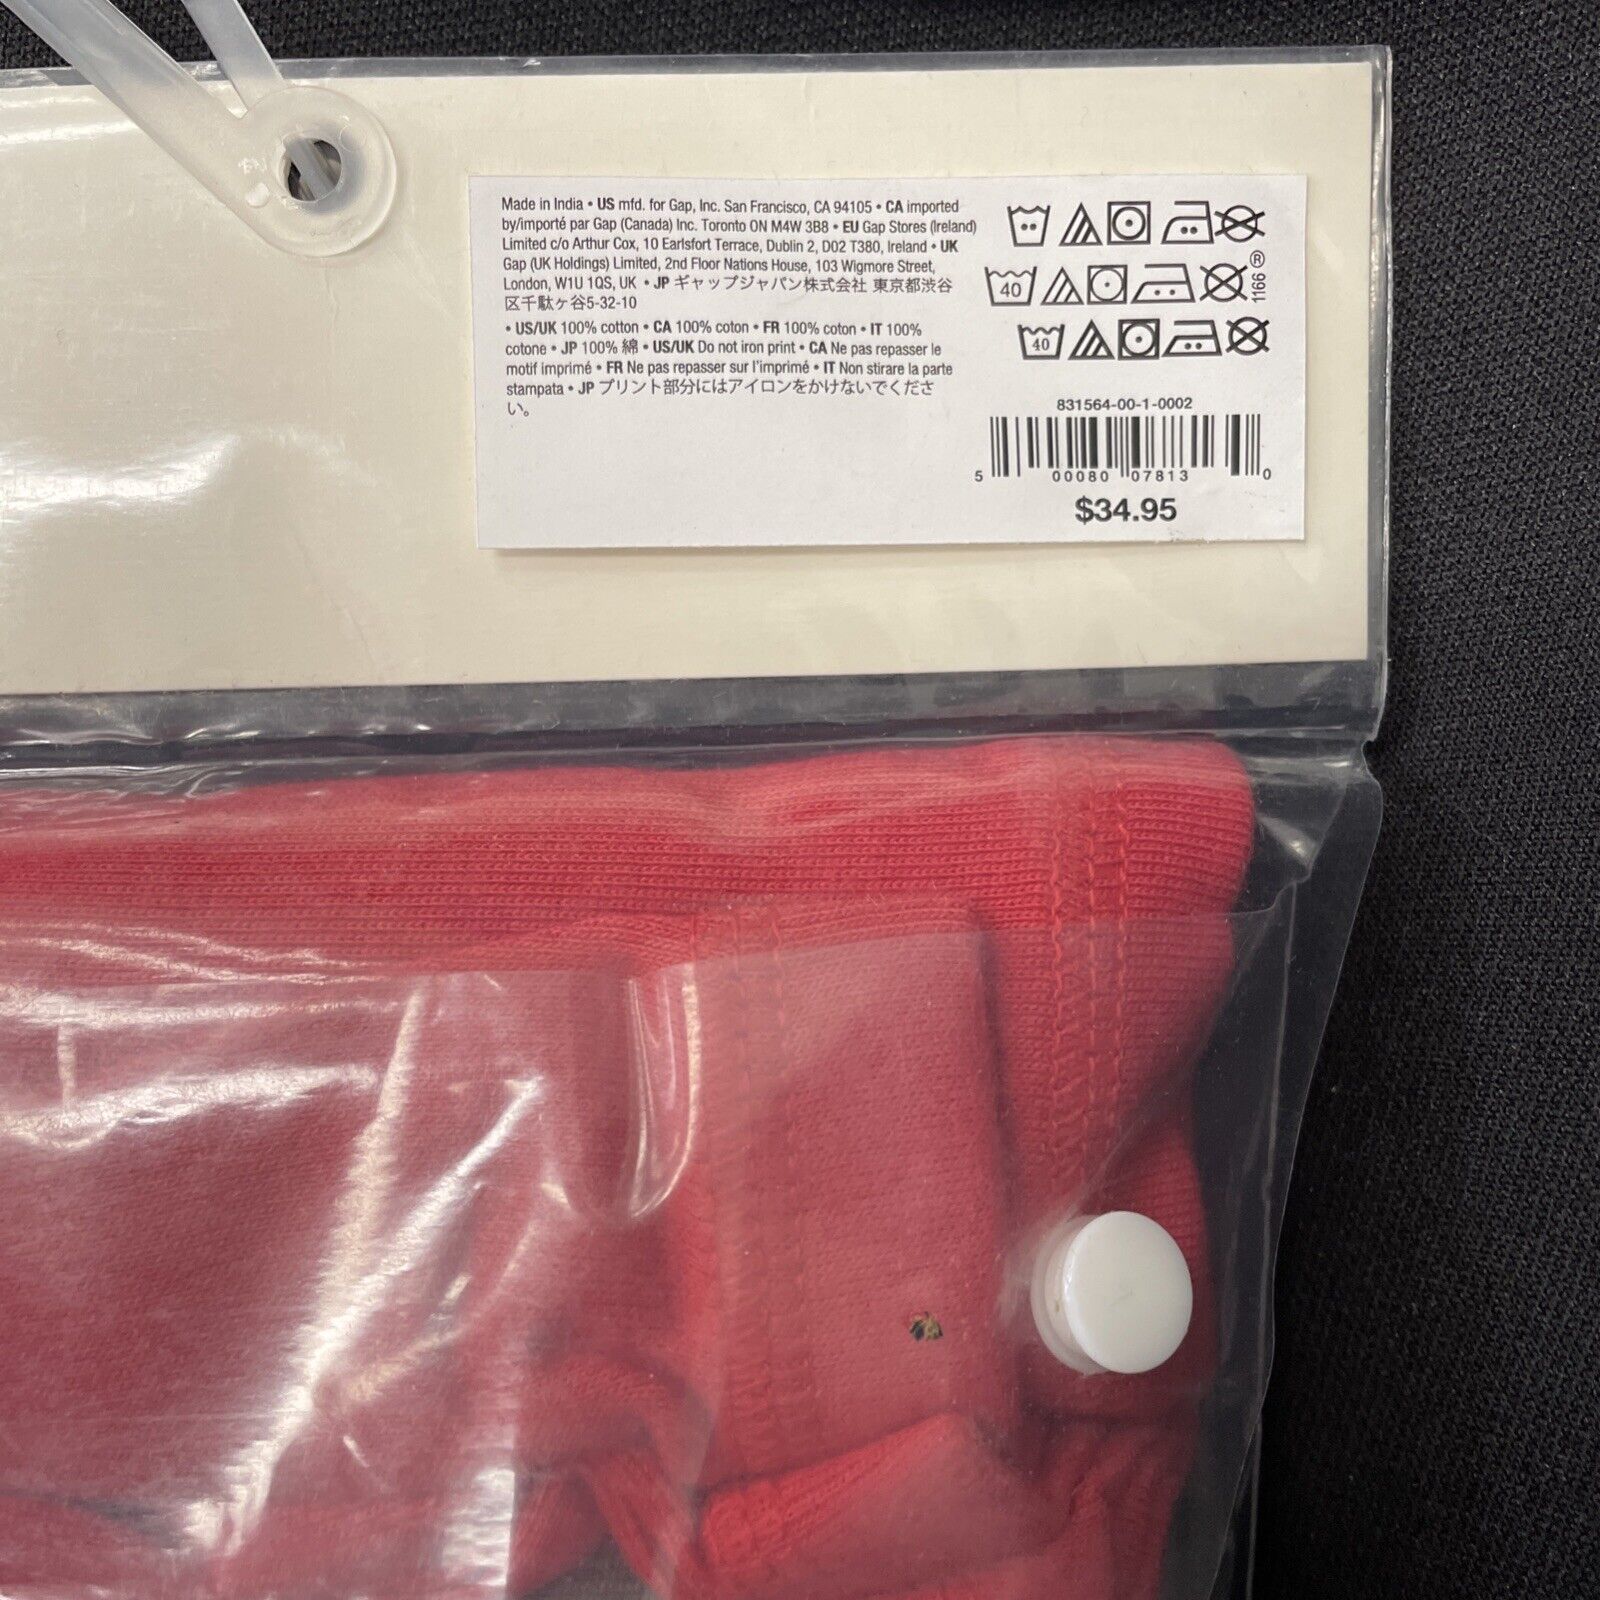 Made in India • US mfd. for Gap, Inc. San Francisco, CA 94105 • CA imported
by/importé par Gap (Canada) Inc. Toronto ON M4W 3B8 • EU Gap Stores (Ireland)
Limited c/o Arthur Cox, 10 Earlsfort Terrace, Dublin 2, D02 T380, Ireland • UK
Gap (UK Holdings) Limited, 2nd Floor Nations House, 103 Wigmore Street,
London, W1U 1QS, UK • JP ギャップジャパン株式会社 東京都渋谷
区千駄ヶ谷5-32-10
• US/UK 100% cotton • CA 100% coton • FR 100% coton • IT 100%
cotone • JP 100% 綿 • US/UK Do not iron print • CA Ne pas repasser le
motif imprimé • FR Ne pas repasser sur l'imprimé • IT Non stirare la parte
stampata • JP プリント部分にはアイロンをかけないでくださ
い。
40
1166 ®
40
831564-00-1-0002
5 00080 07813 0
$34.95